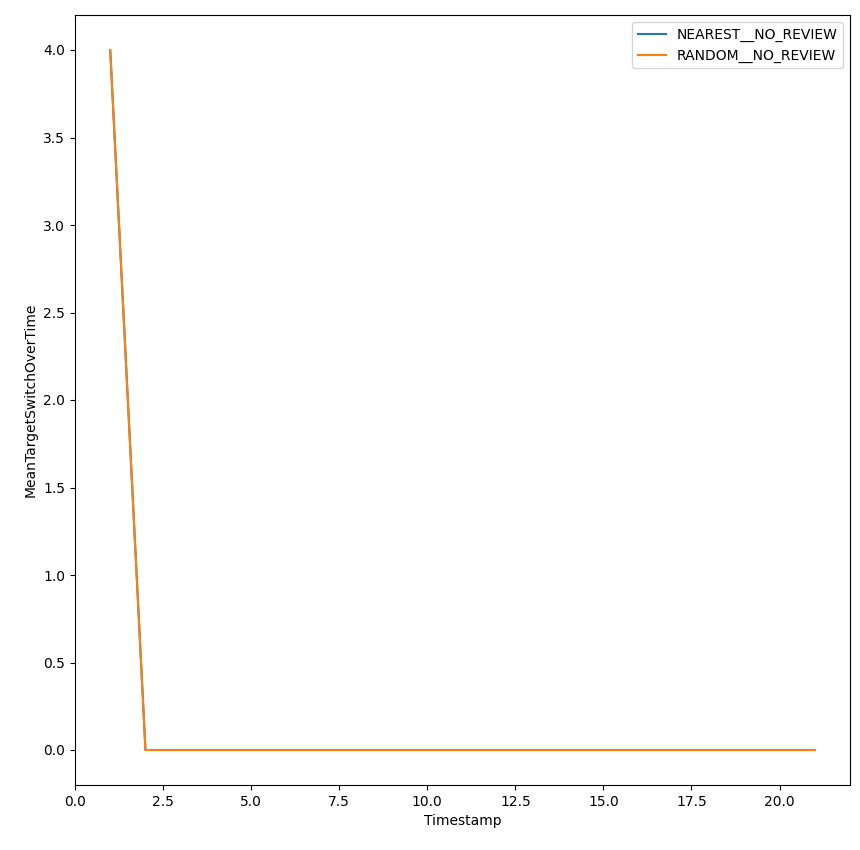 NEAREST__NO_REVIEW
RANDOM__NO_REVIEW
MeanTargetSwitchOverTime
4.0
3.5
3.0
2.5
2.0
1.5
1.0
0.5
0.0
0.0 2.5 5.0 7.5 10.0 12.5 15.0 17.5 20.0
Timestamp